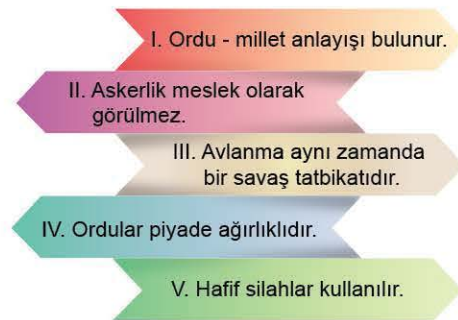 I. Ordu - millet anlayışı bulunur.
II. Askerlik meslek olarak
görülmez.
III. Avlanma aynı zamanda
bir savaş tatbikatıdır.
IV. Ordular piyade ağırlıklıdır.
V. Hafif silahlar kullanılır.